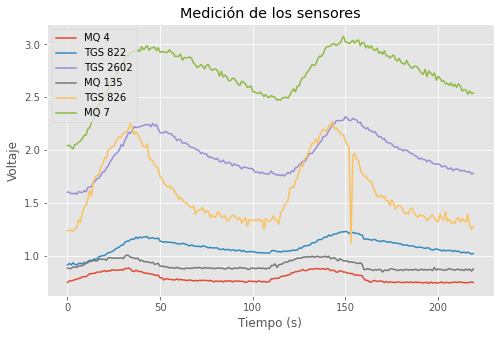 Medición de los sensores
MQ 4
TGS 822
TGS 2602
MQ 135
TGS 826
MQ 7
Voltaje
3.0
2.5
2.0
1.5
1.0
0
50
100
150
200
Tiempo (s)